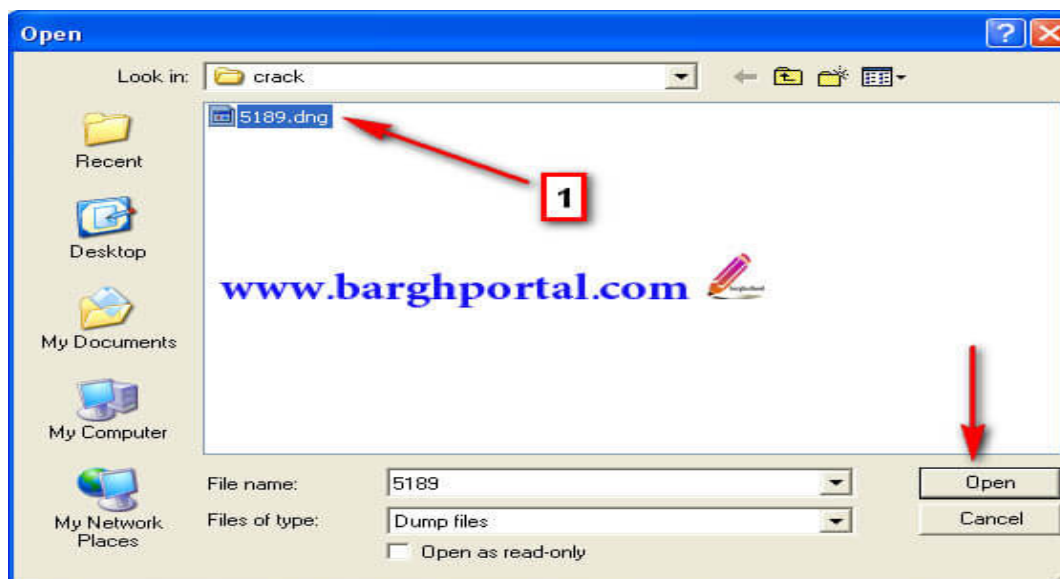 Open
Look in: crack
5189.dng
Recent
1
Desktop
www.barghportal.com
My Documents
My Computer
My Network
Places
File name: 5189 Open
Files of type: Dump files Cancel
Open as read-only